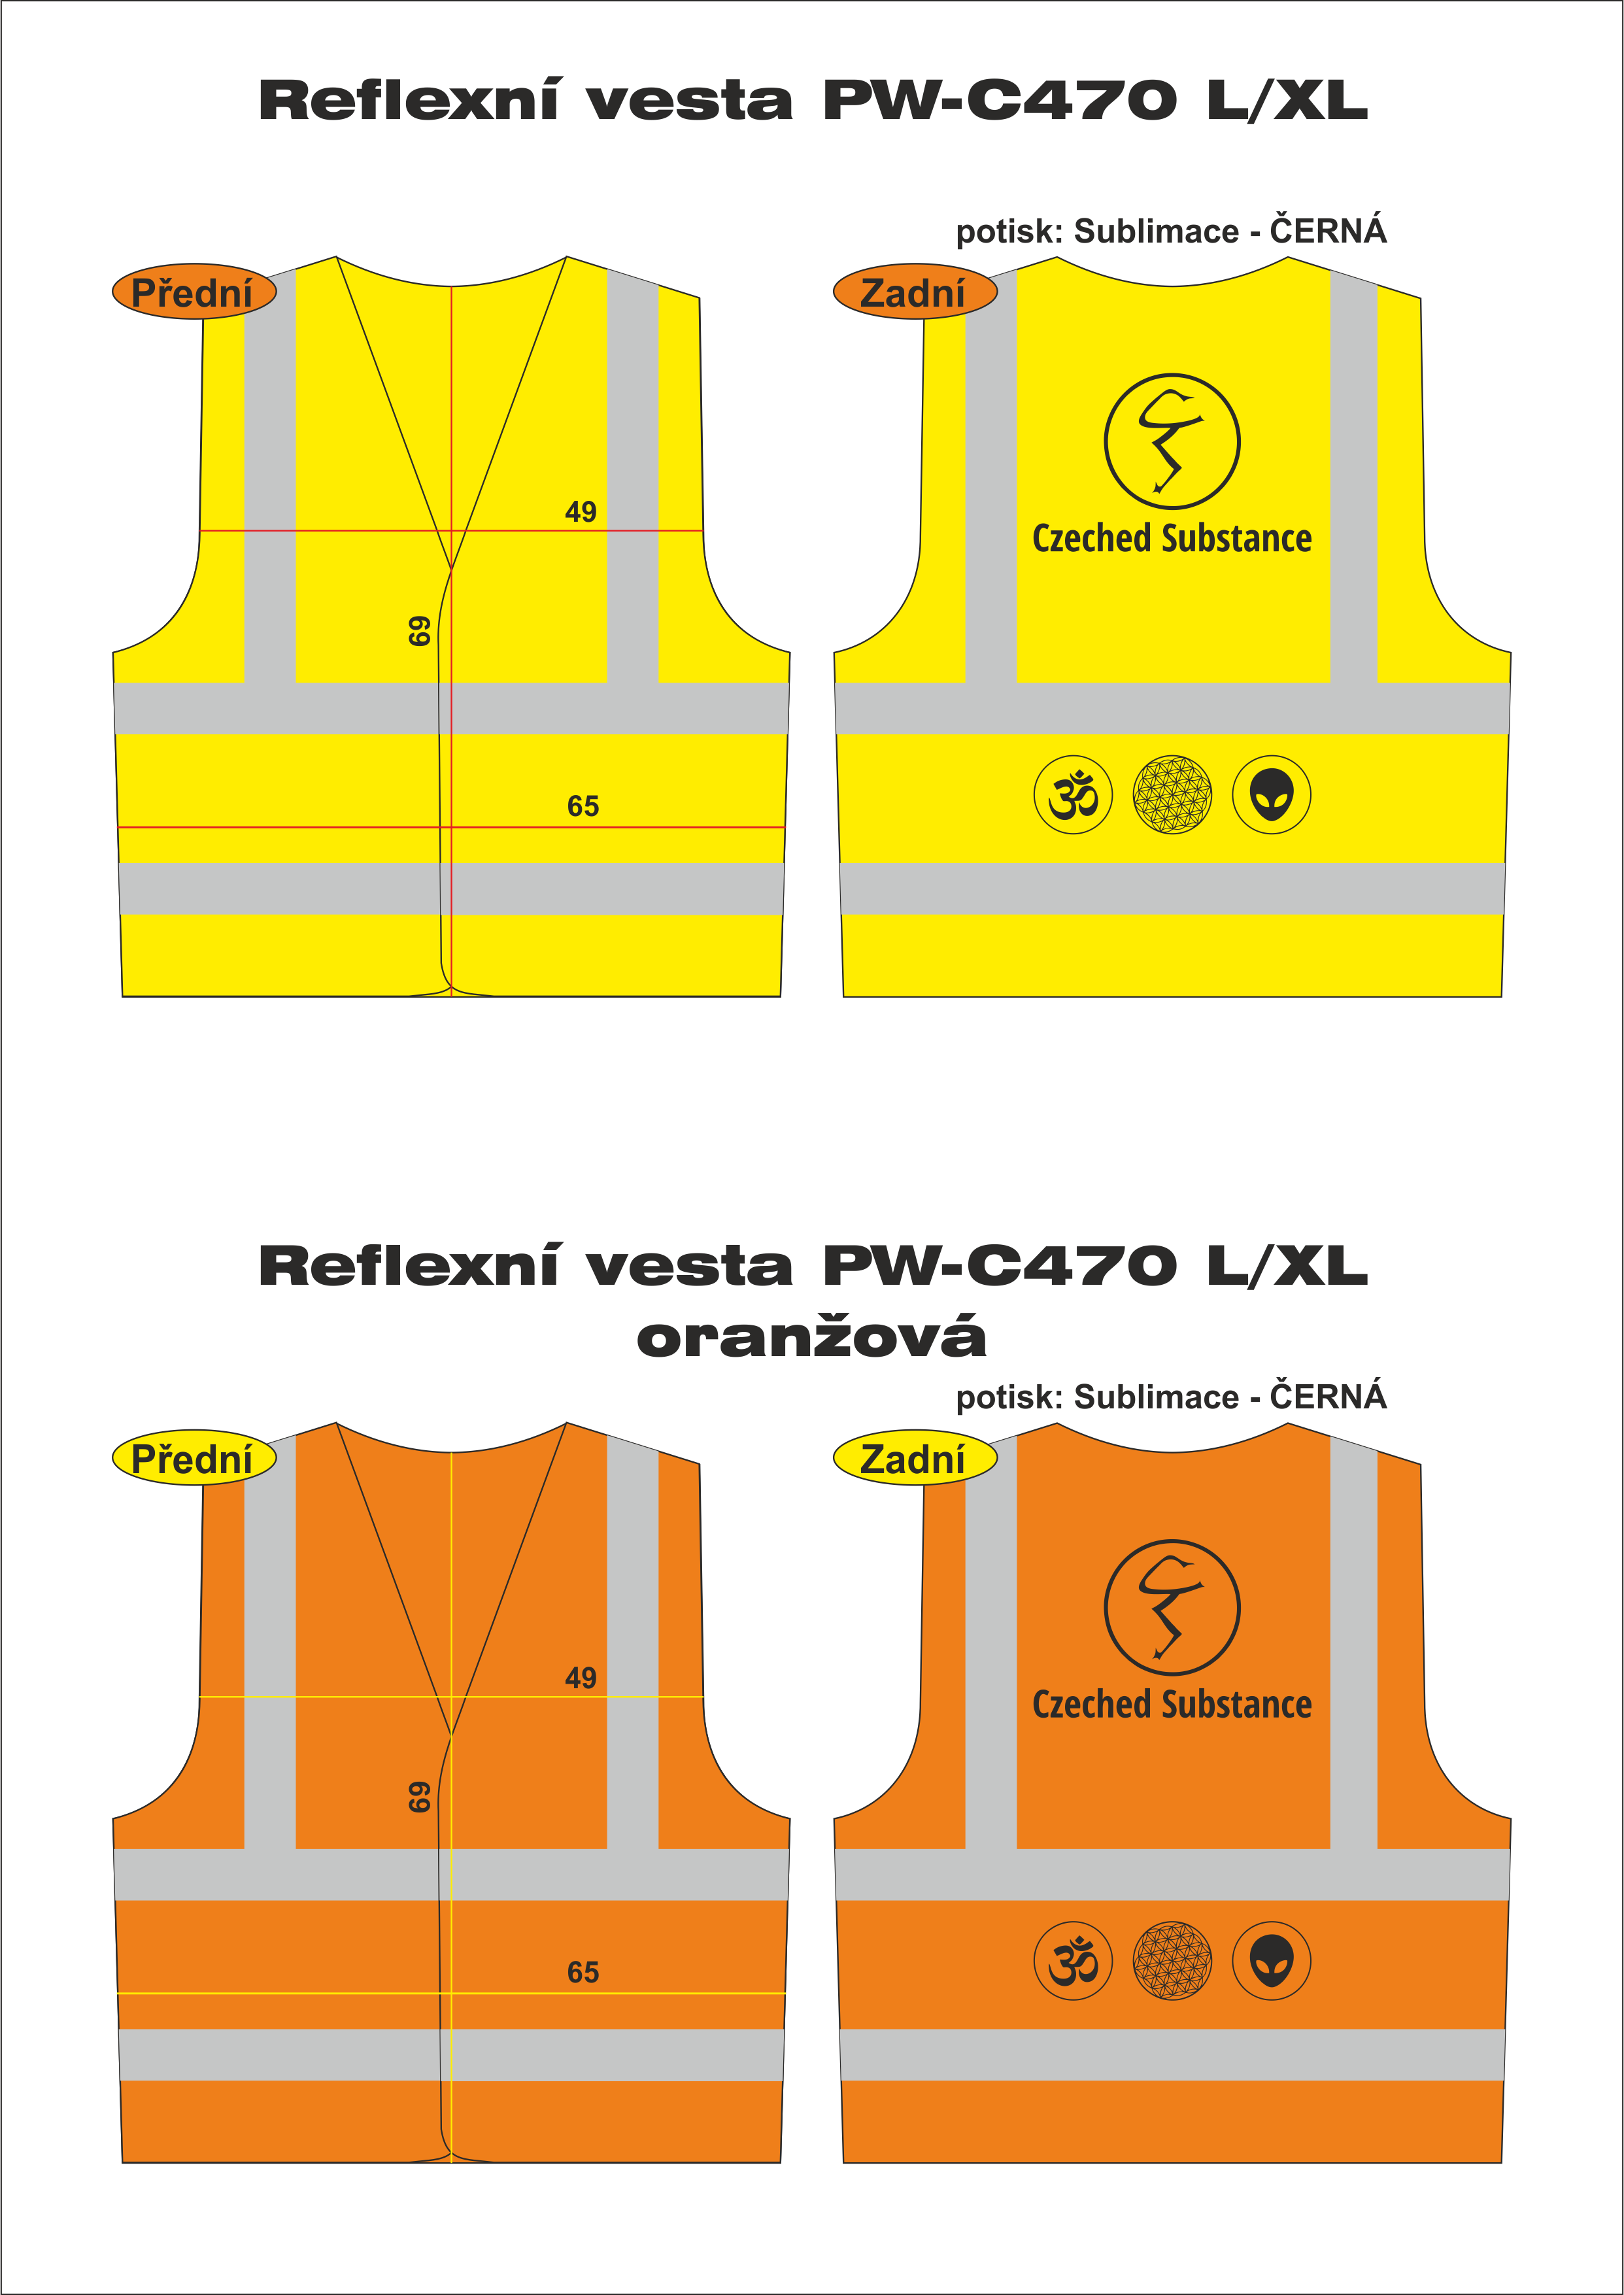 Reflexní vesta PW-C470 L/XL
potisk: Sublimace - ČERNÁ
Přední
Zadní
49
69
65
Czeched Substance
ॐ
Reflexní vesta PW-C470 L/XL
oranžová
potisk: Sublimace - ČERNÁ
Přední
Zadní
49
69
65
Czeched Substance
ॐ